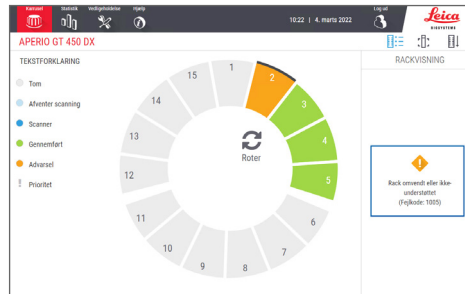 Karrusel Statistik Vedligeholdelse Hjælp
10:22 | 4. marts 2022
Log ud
Leica
BIOSYSTEMS
APERIO GT 450 DX
TEKSTFORKLARING
Tom
Afventer scanning
Scanner
Gennemført
Advarsel
Prioritet
1
2
3
4
5
6
7
8
9
10
11
12
13
14
15
Roter
RACKVISNING
Rack omvendt eller ikke-
understøttet
(Fejlkode: 1005)